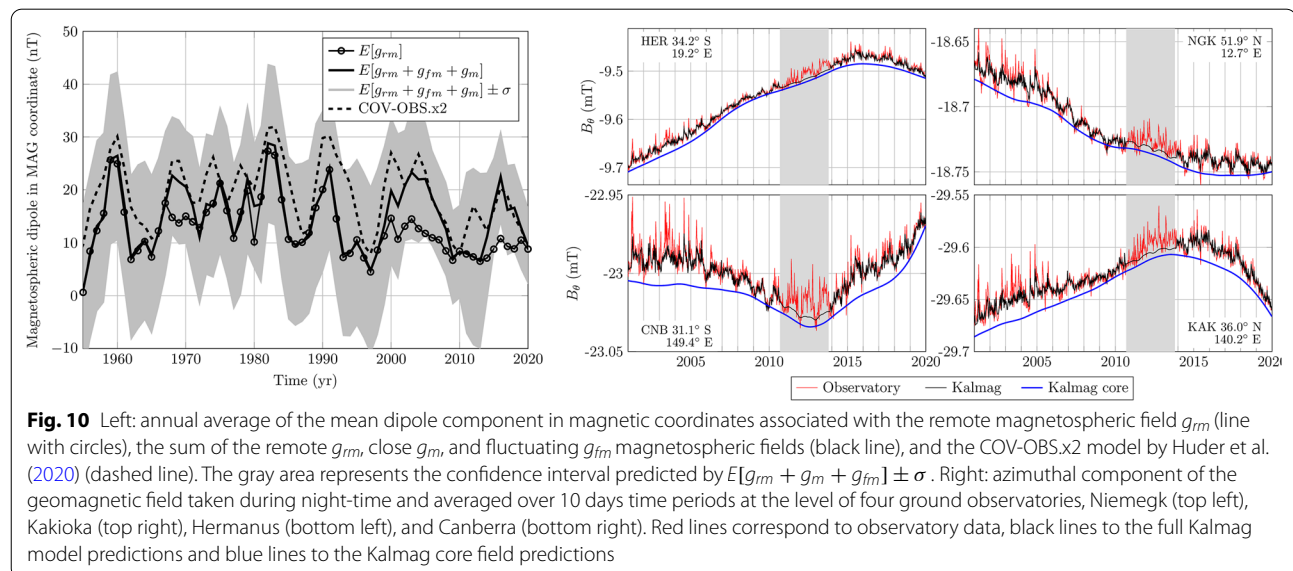 50
40
30
20
10
0
−10
Magnetospheric dipole in MAG coordinate (nT)
E[g_rm]
E[g_rm + g_fm + g_m]
E[g_rm + g_fm + g_m] ± σ
COV-OBS.x2
1960
1970
1980
1990
2000
2010
2020
Time (yr)
HER 34.2° S
19.2° E
-9.5
-9.6
-9.7
B_θ (mT)
NGK 51.9° N
12.7° E
-18.65
-18.7
-18.75
-22.95
-23
-23.05
B_θ (mT)
CNB 31.1° S
149.4° E
2005
2010
2015
2020
-29.55
-29.6
-29.65
-29.7
KAK 36.0° N
140.2° E
2005
2010
2015
2020
Observatory
Kalmag
Kalmag core
Fig. 10 Left: annual average of the mean dipole component in magnetic coordinates associated with the remote magnetospheric field g_rm (line
with circles), the sum of the remote g_rm, close g_m, and fluctuating g_fm magnetospheric fields (black line), and the COV-OBS.x2 model by Huder et al.
(2020) (dashed line). The gray area represents the confidence interval predicted by E[g_rm + g_m + g_fm] ± σ. Right: azimuthal component of the
geomagnetic field taken during night-time and averaged over 10 days time periods at the level of four ground observatories, Niemegk (top left),
Kakioka (top right), Hermanus (bottom left), and Canberra (bottom right). Red lines correspond to observatory data, black lines to the full Kalmag
model predictions and blue lines to the Kalmag core field predictions